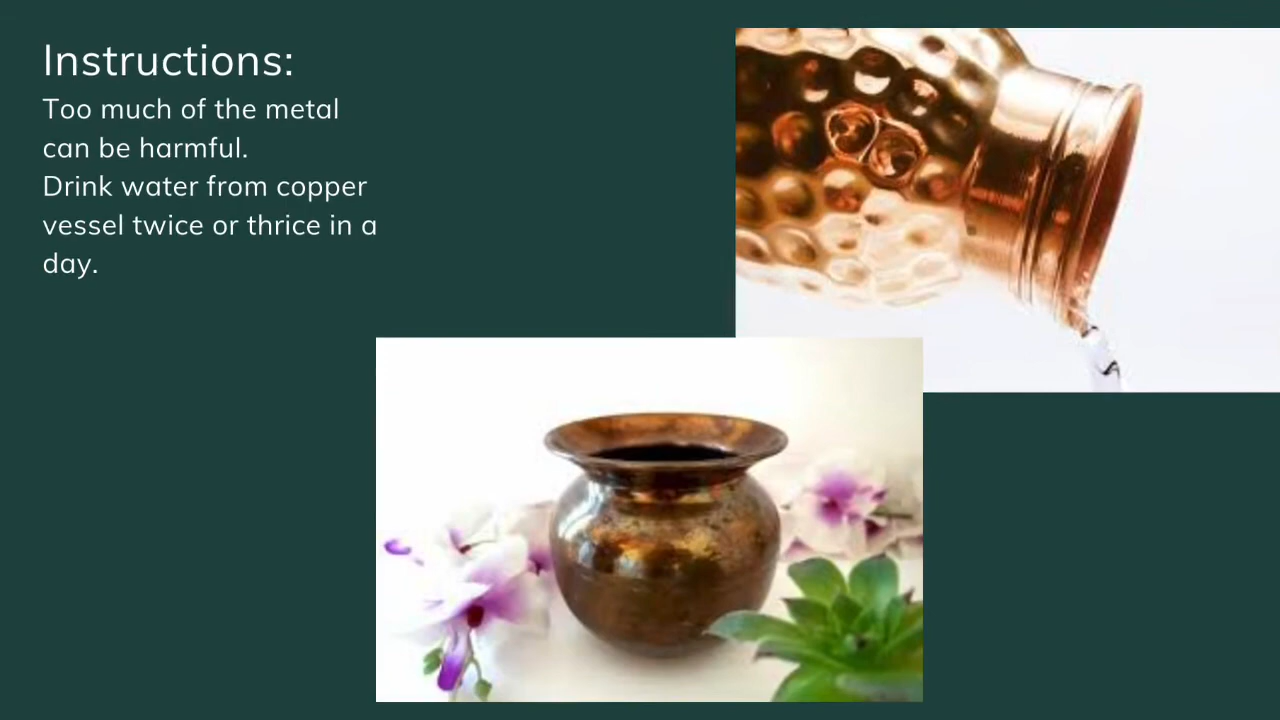 Instructions:
Too much of the metal
can be harmful.
Drink water from copper
vessel twice or thrice in a
day.